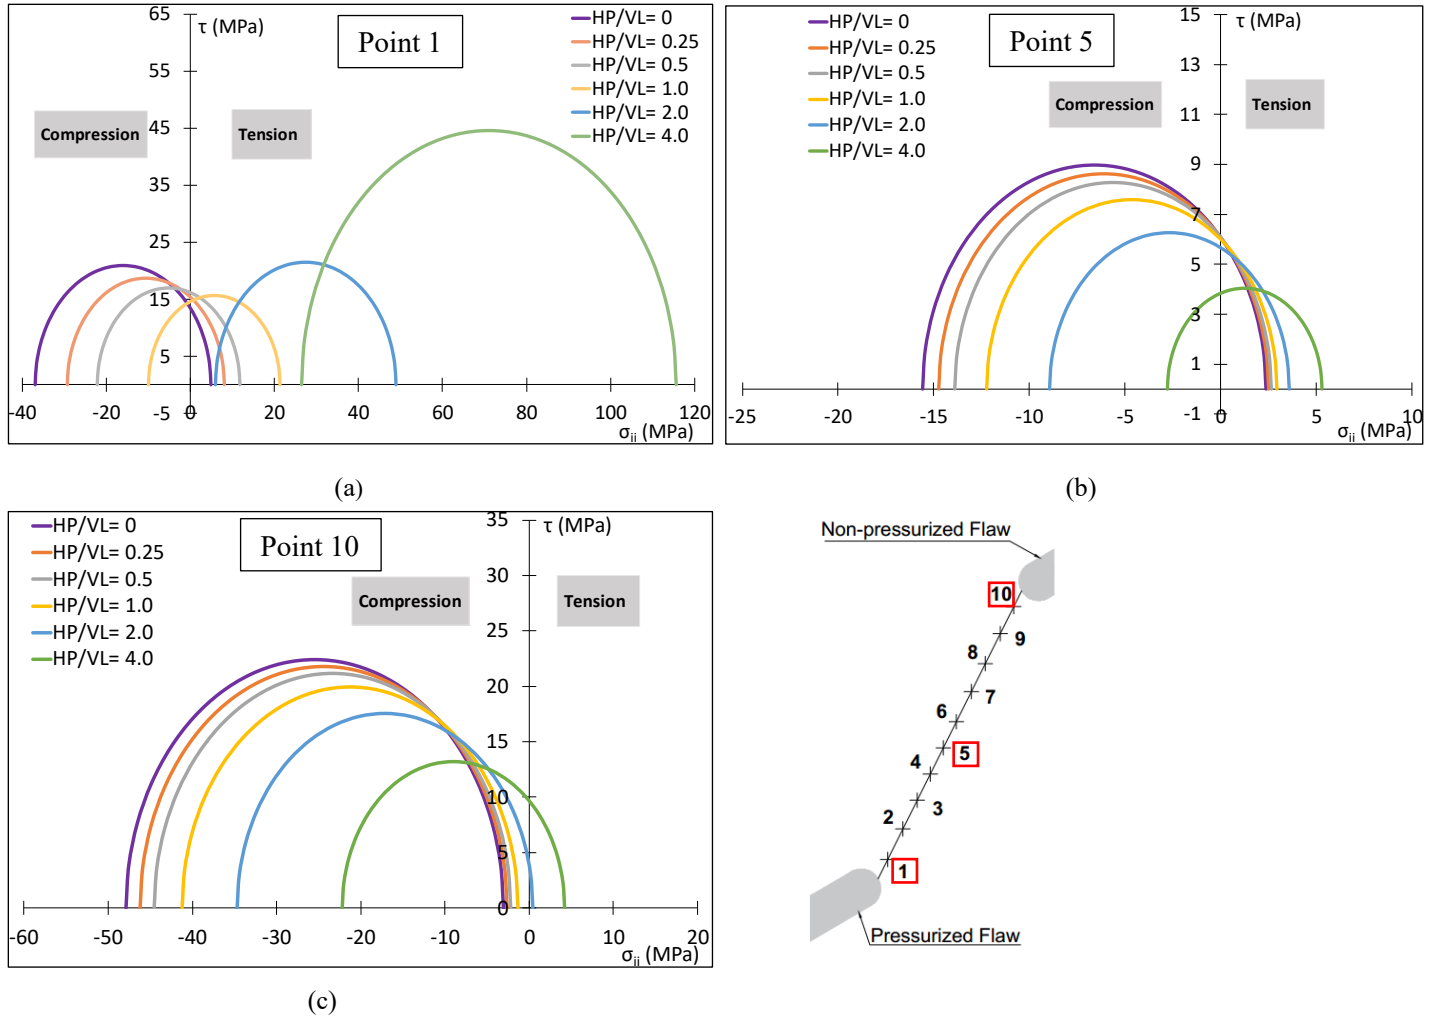 65
τ (MPa)
Point 1
HP/VL= 0
HP/VL= 0.25
HP/VL= 0.5
HP/VL= 1.0
HP/VL= 2.0
HP/VL= 4.0
55
45
Compression
Tension
35
25
15
5
-5
-40
-20
0
20
40
60
80
100
120
σii (MPa)
(a)
HP/VL= 0
HP/VL= 0.25
HP/VL= 0.5
HP/VL= 1.0
HP/VL= 2.0
HP/VL= 4.0
Point 5
15
τ (MPa)
13
Compression
Tension
11
9
7
5
3
1
-1
-25
-20
-15
-10
-5
0
5
10
σii (MPa)
(b)
HP/VL= 0
HP/VL= 0.25
HP/VL= 0.5
HP/VL= 1.0
HP/VL= 2.0
HP/VL= 4.0
Point 10
35
τ (MPa)
30
Compression
Tension
25
20
15
10
5
0
-60
-50
-40
-30
-20
-10
0
10
20
σii (MPa)
(c)
Non-pressurized Flaw
10
9
8
7
6
5
4
3
2
1
Pressurized Flaw